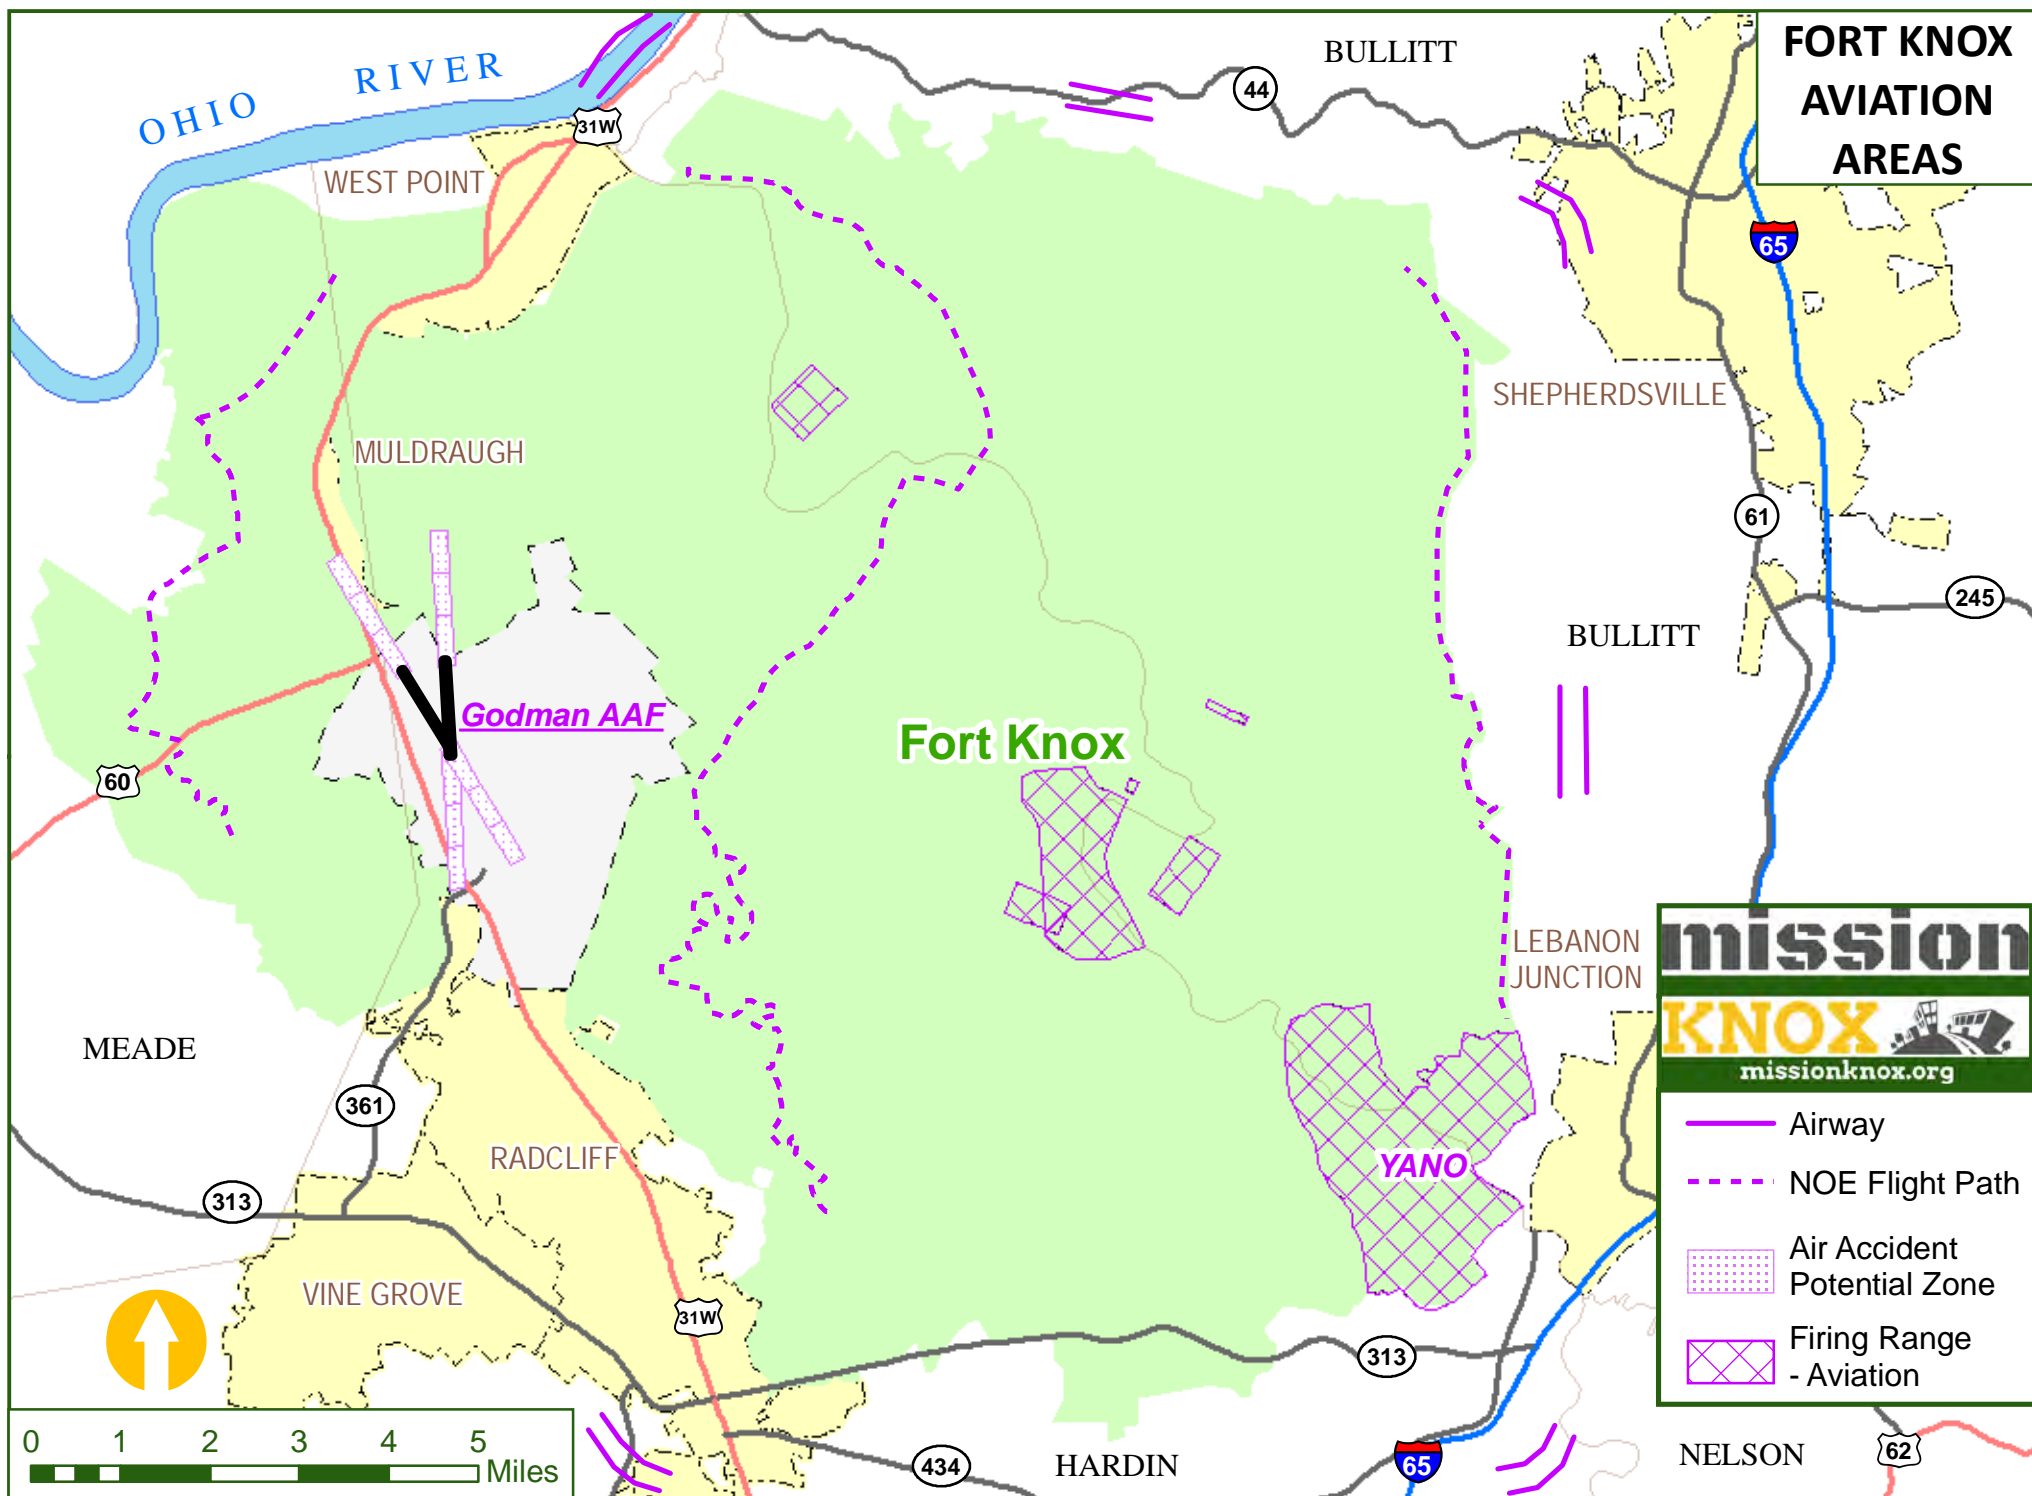 FORT KNOX
AVIATION
AREAS
OHIO RIVER
BULLITT
44
31W
WEST POINT
65
SHEPHERDSVILLE
MULDRAUGH
61
245
BULLITT
Godman AAF
Fort Knox
60
LEBANON
JUNCTION
MEADE
361
RADCLIFF
YANO
313
VINE GROVE
31W
313
434
HARDIN
65
NELSON
62
mission
KNOX
missionknox.org
Airway
NOE Flight Path
Air Accident
Potential Zone
Firing Range
- Aviation
0 1 2 3 4 5
Miles